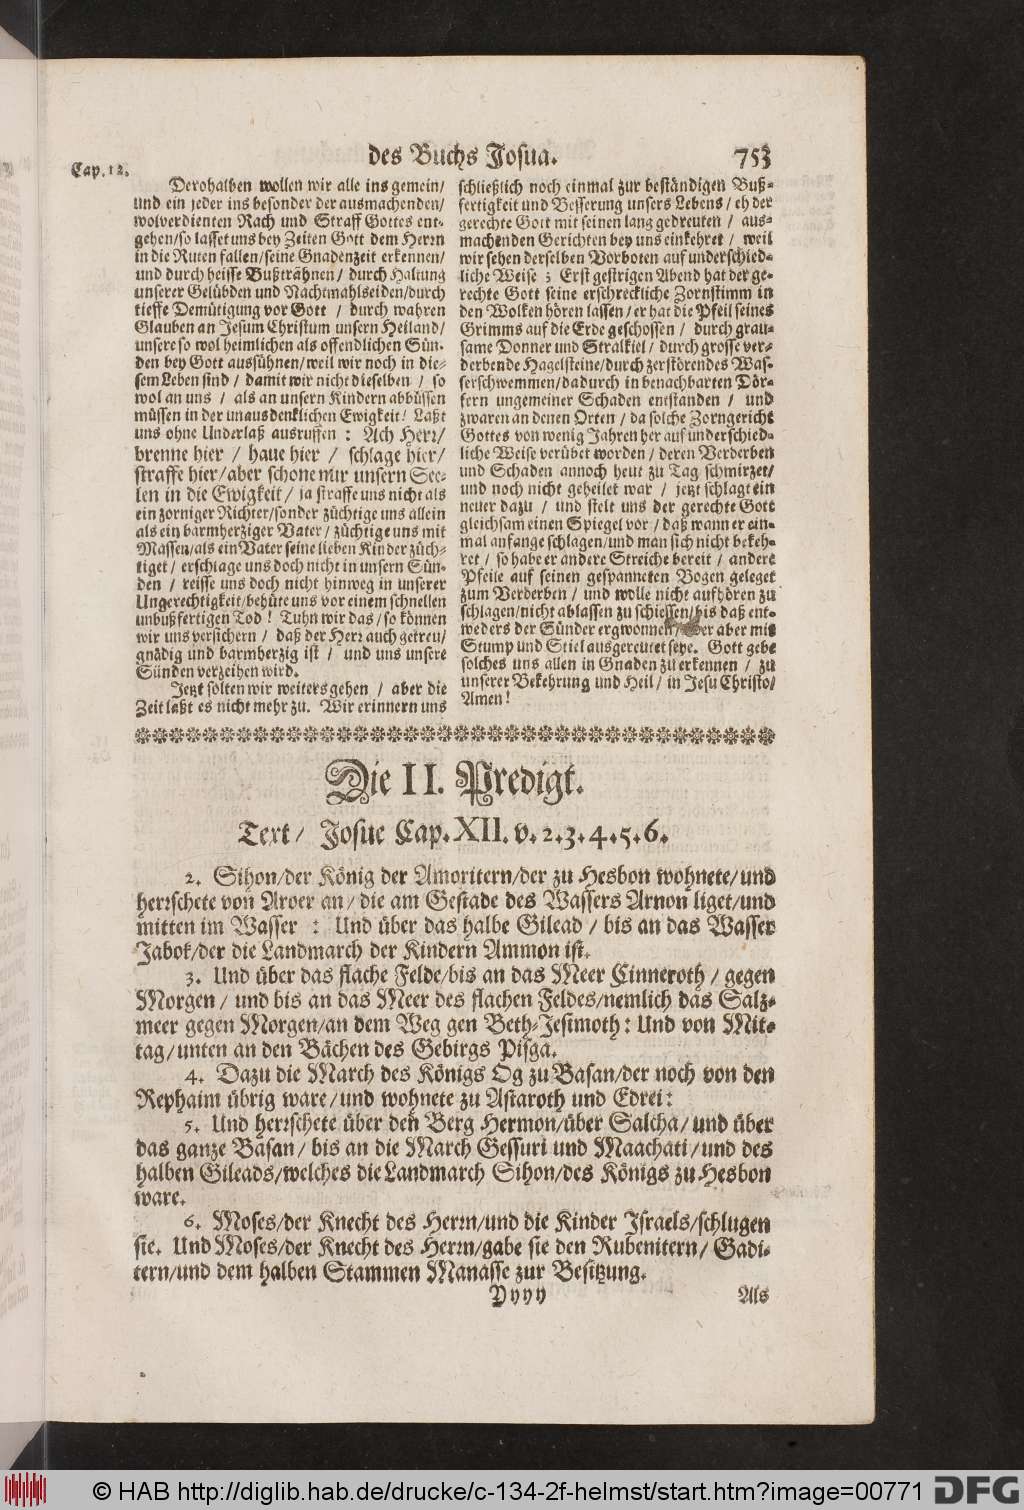 des Buchs Josua. 753
Cap. 12.
Derohalben wollen wir alle ins gemein/
und ein jeder ins besonder der ausmachenden/
wolverdienten Rach und Straff Gottes ent-
gehen/so lasset uns bey Zeiten Gott dem Herrn
in die Ruten fallen/seine Gnadenzeit erkennen/
und durch heisse Bußträhnen / durch Haltung
unserer Gelübden und Nachtmahlseiden/durch
tieffe Demütigung vor Gott / durch wahren
Glauben an Jesum Christum unsern Heiland/
unsere so wol heimlichen als offendlichen Sün-
den bey Gott aussühnen/weil wir noch in die-
sem Leben sind / damit wir nicht dieselben / so
wol an uns / als an unsern Kindern abbüssen
müssen in der unausdenklichen Ewigkeit! Laßt
uns ohne Underlaß ausruffen : Ach Herr/
brenne hier / haue hier / schlage hier/
straffe hier/aber schone nur unsern See-
len in die Ewigkeit / ja straffe uns nicht als
ein zorniger Richter/sonder züchtige uns allein
als ein barmherziger Vater / züchtige uns mit
Massen/als ein Vater seine lieben Kinder züch-
tiget / erschlage uns doch nicht in unsern Sün-
den / reisse uns doch nicht hinweg in unserer
Ungerechtigkeit/behüte uns vor einem schnellen
unbußfertigen Tod ! Tuhn wir das/so können
wir uns versichern / daß der Herr auch getreu/
gnädig und barmherzig ist / und uns unsere
Sünden verzeihen wird.
Jetzt solten wir weiters gehen / aber die
Zeit laßt es nicht mehr zu. Wir erinnern uns
schließlich noch einmal zur beständigen Buß-
fertigkeit und Besserung unsers Lebens / eh der
gerechte Gott mit seinen lang gedreuten / aus-
machenden Gerichten bey uns einkehret / weil
wir sehen derselben Vorboten auf underschied-
liche Weise ; Erst gestrigen Abend hat der ge-
rechte Gott seine erschreckliche Zornstimm in
den Wolken hören lassen / er hat die Pfeil seines
Grimms auf die Erde geschossen / durch grau-
same Donner und Stralkiel / durch grosse ver-
derbende Hagelsteine/durch zerstörendes Was-
serschwemmen/dadurch in benachbarten Dör-
fern ungemeiner Schaden entstanden / und
zwaren an denen Orten / da solche Zorngericht
Gottes von wenig Jahren her auf underschied-
liche Weise verübet worden / deren Verderben
und Schaden annoch heut zu Tag schwirzet/
und noch nicht geheilet war / jetzt schlagt ein
neuer dazu / und stelt uns der gerechte Gott
gleichsam einen Spiegel vor / daß wann er ein-
mal anfange schlagen/und man sich nicht bekeh-
ret / so habe er andere Streiche bereit / andere
Pfeile auf seinen gespanneten Bogen geleget
zum Verderben / und wolle nicht aufhören zu
schlagen/nicht ablassen zu schiessen/bis daß ent-
weders der Sünder ergwonnen/ oder aber mit
Stump und Stiel ausgereutet seye. Gott gebe
solches uns allen in Gnaden zu erkennen / zu
unserer Bekehrung und Heil / in Jesu Christo/
Amen!
Die II. Predigt.
Text / Josue Cap. XII. v. 2. 3. 4. 5. 6.
2. Sihon/der König der Amoritern/der zu Hesbon wohnete/und
herrschete von Aroer an/die am Gestade des Wassers Arnon liget/und
mitten im Wasser : Und über das halbe Gilead / bis an das Wasser
Jabok/der die Landmarch der Kindern Ammon ist.
3. Und über das flache Felde/bis an das Meer Cinneroth / gegen
Morgen / und bis an das Meer des flachen Feldes/nemlich das Salz-
meer gegen Morgen/an dem Weg gen Beth-Jesimoth: Und von Mit-
tag/unten an den Bächen des Gebirgs Pisga.
4. Dazu die March des Königs Og zu Basan/der noch von den
Rephaim übrig ware/und wohnete zu Astaroth und Edrei:
5. Und herrschete über den Berg Hermon/über Salcha/und über
das ganze Basan / bis an die March Gessuri und Maachati/und des
halben Gileads/welches die Landmarch Sihon/des Königs zu Hesbon
ware.
6. Moses/der Knecht des Herrn/und die Kinder Israels/schlugen
sie. Und Moses/der Knecht des Herrn/gabe sie den Rubenitern/ Gadi-
tern/und dem halben Stammen Manasse zur Besitzung.
Yyyy Als
© HAB http://diglib.hab.de/drucke/c-134-2f-helmst/start.htm?image=00771 DFG